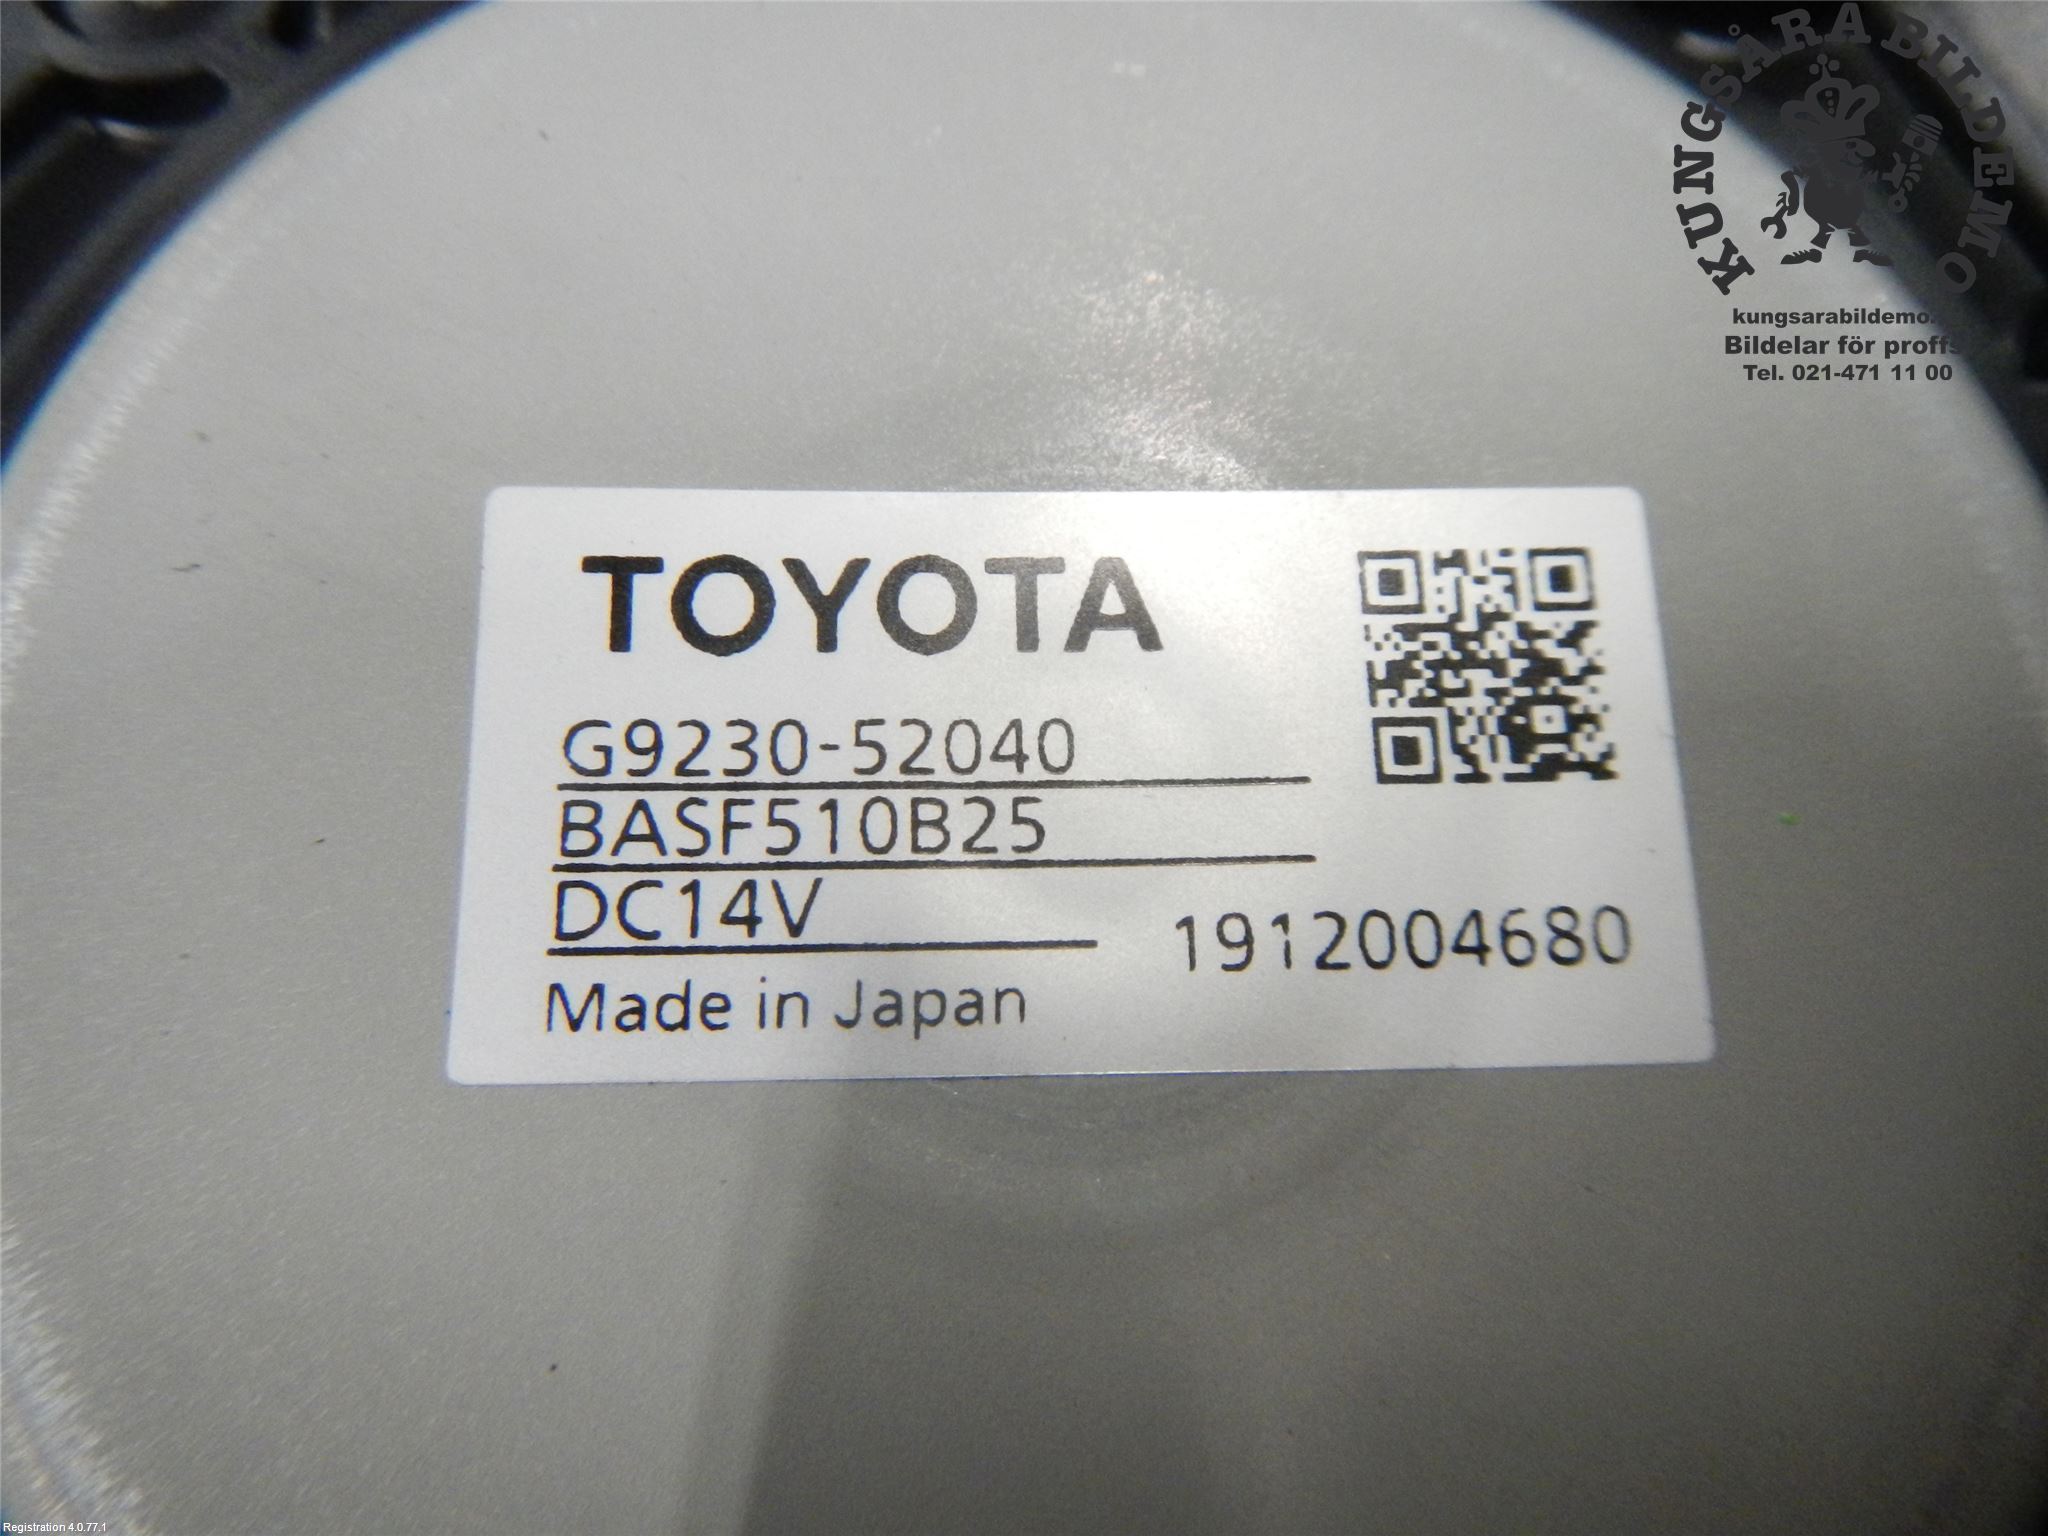 KUNGSÅRA BILDEMO
kungsarabildemo.
Bildelar för proffs
Tel. 021-471 11 00
TOYOTA
G9230-52040
BASF510B25
DC14V
1912004680
Made in Japan
Registration 4.0.77.1